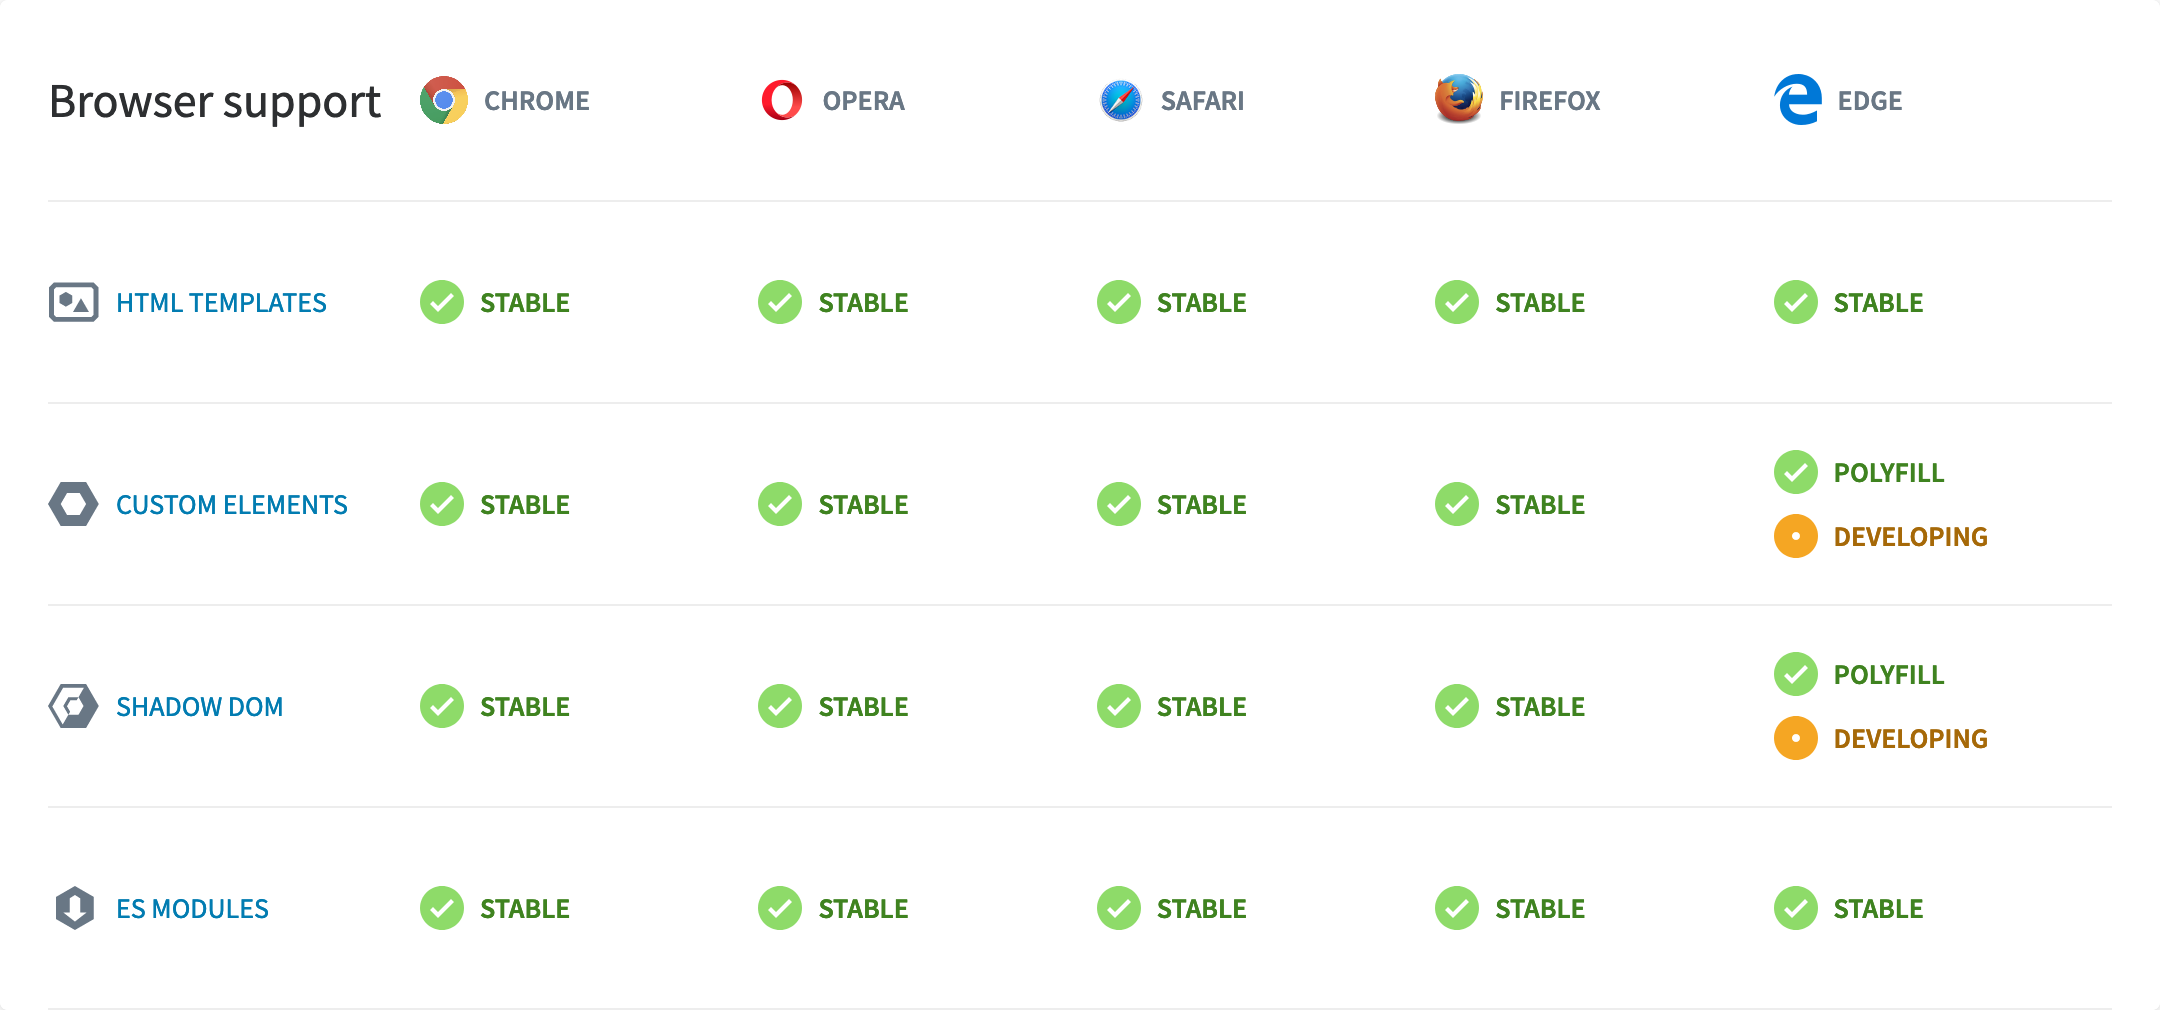 Browser support CHROME OPERA SAFARI FIREFOX EDGE
HTML TEMPLATES STABLE STABLE STABLE STABLE STABLE
CUSTOM ELEMENTS STABLE STABLE STABLE STABLE POLYFILL
DEVELOPING
SHADOW DOM STABLE STABLE STABLE STABLE POLYFILL
DEVELOPING
ES MODULES STABLE STABLE STABLE STABLE STABLE